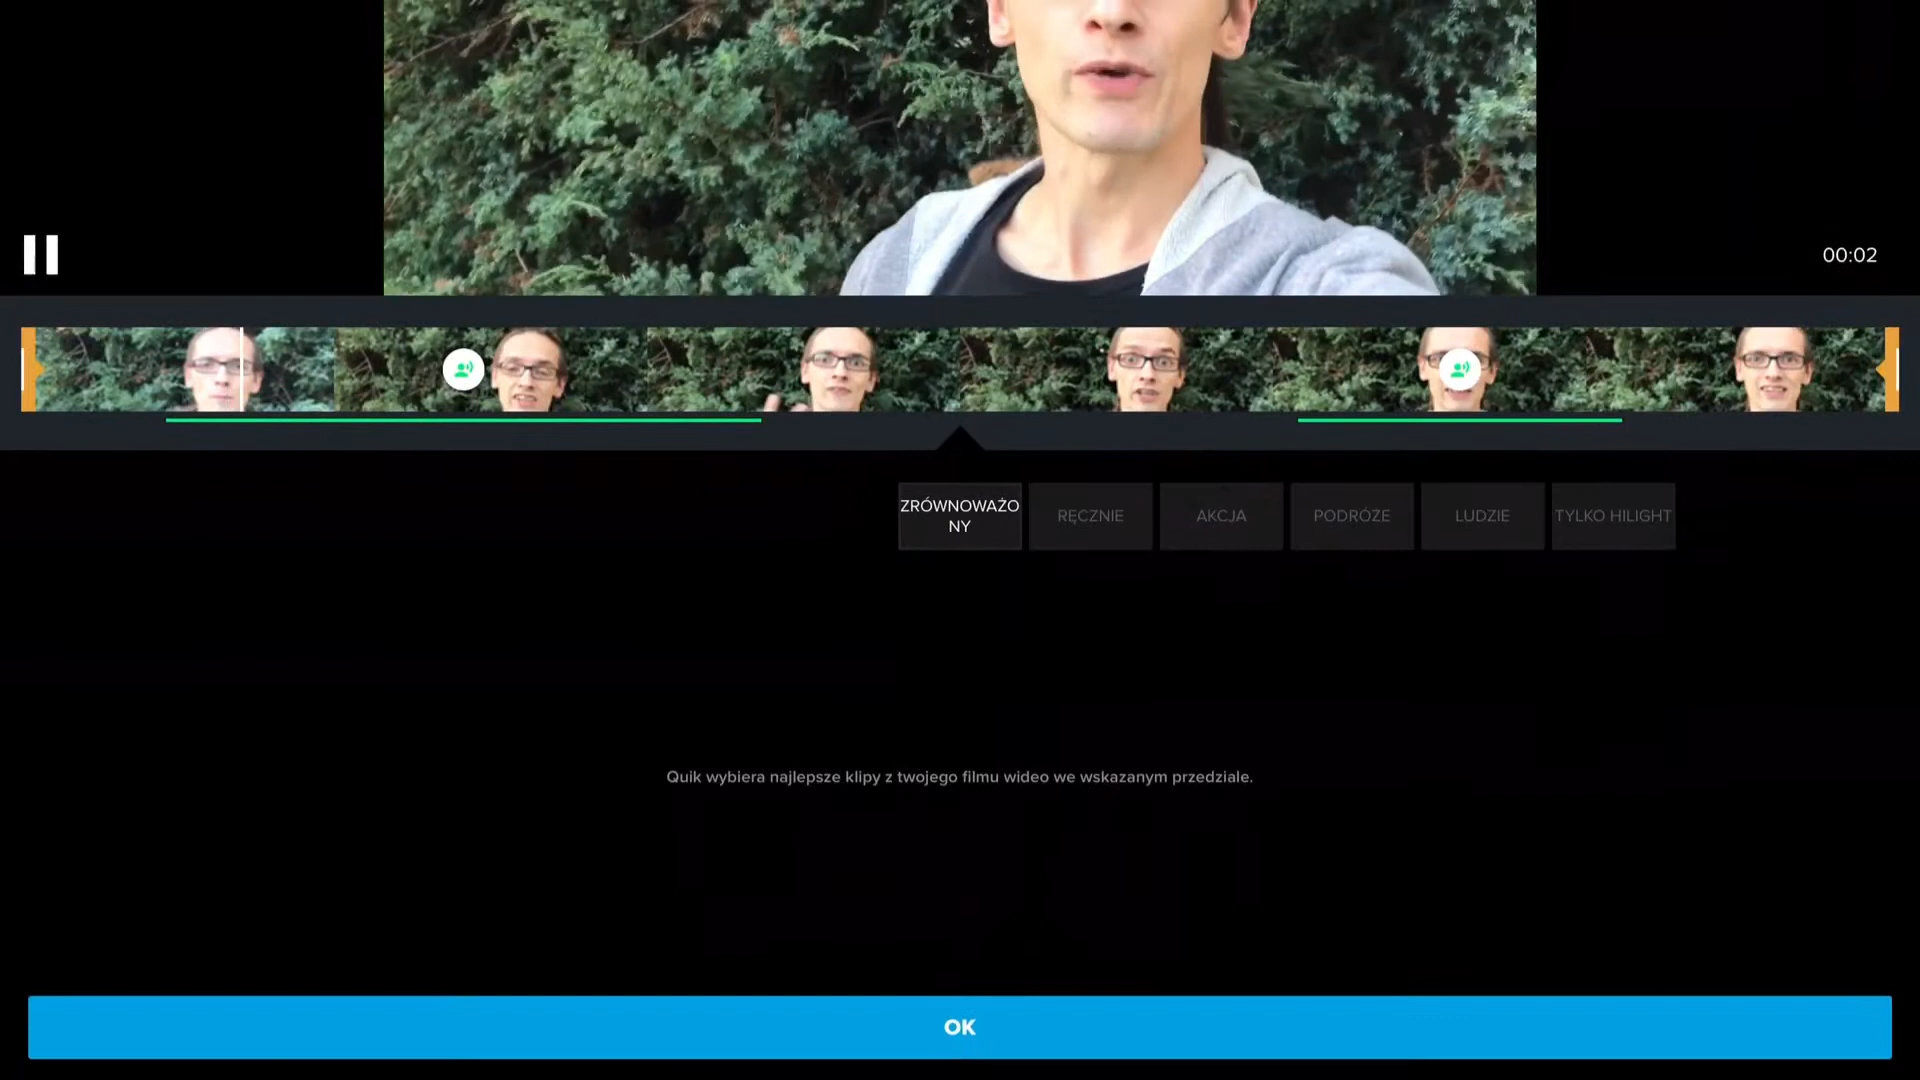 00:02
ZRÓWNOWAŻO
NY
RĘCZNIE
AKCJA
PODRÓŻE
LUDZIE
TYLKO HILIGHT
Quik wybiera najlepsze klipy z twojego filmu wideo we wskazanym przedziale.
OK